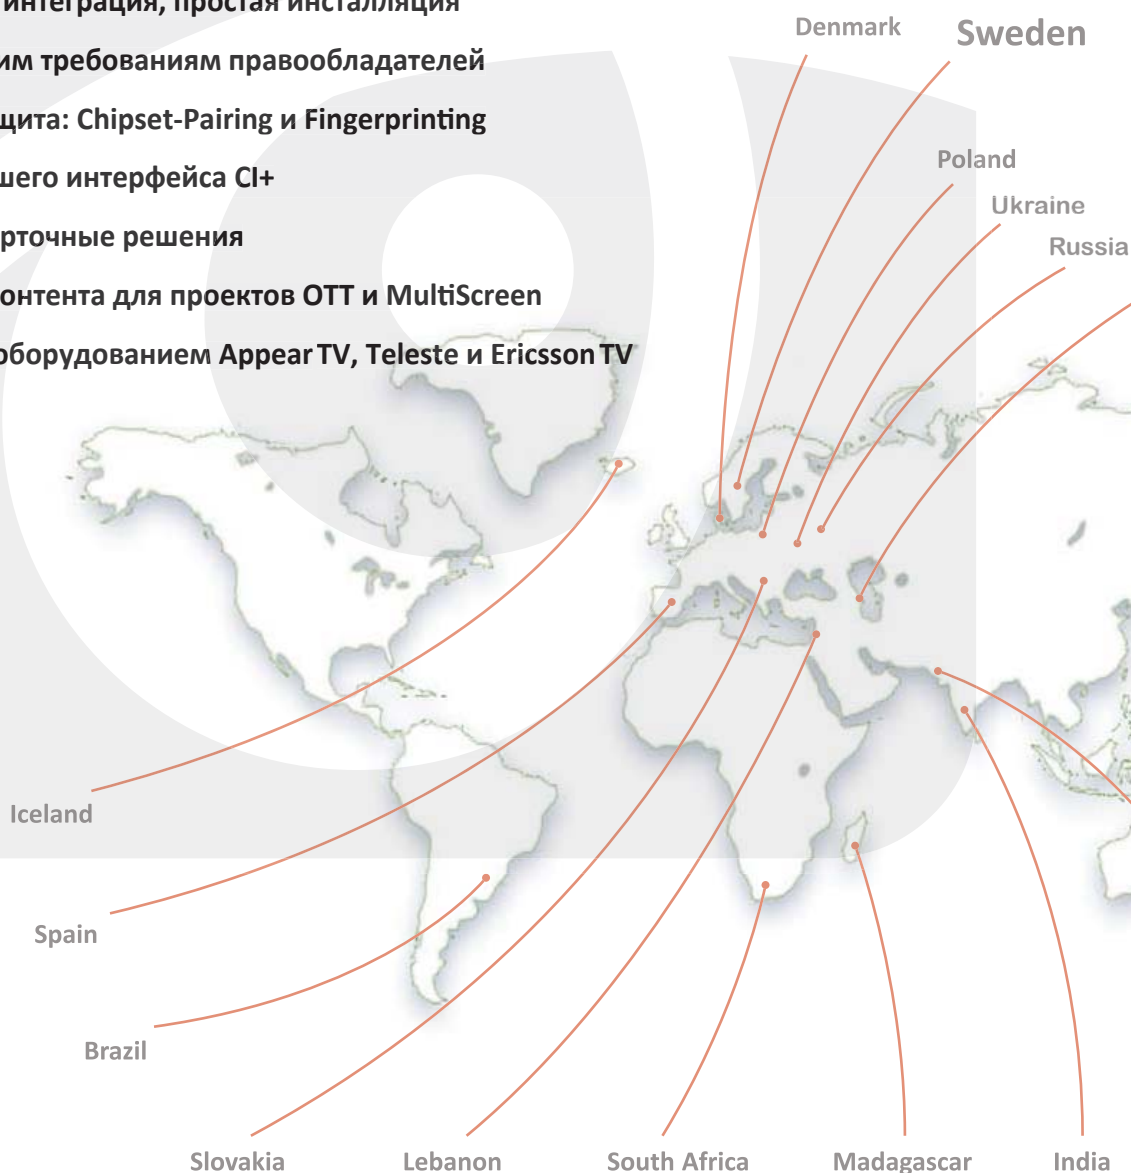 интеграция, простая инсталляция
им требованиям правообладателей
щита: Chipset-Pairing и Fingerprinting
шего интерфейса CI+
рточные решения
онтента для проектов ОТТ и MultiScreen
оборудованием Appear TV, Teleste и Ericsson TV
Denmark
Sweden
Poland
Ukraine
Russia
Iceland
Spain
Brazil
Slovakia
Lebanon
South Africa
Madagascar
India